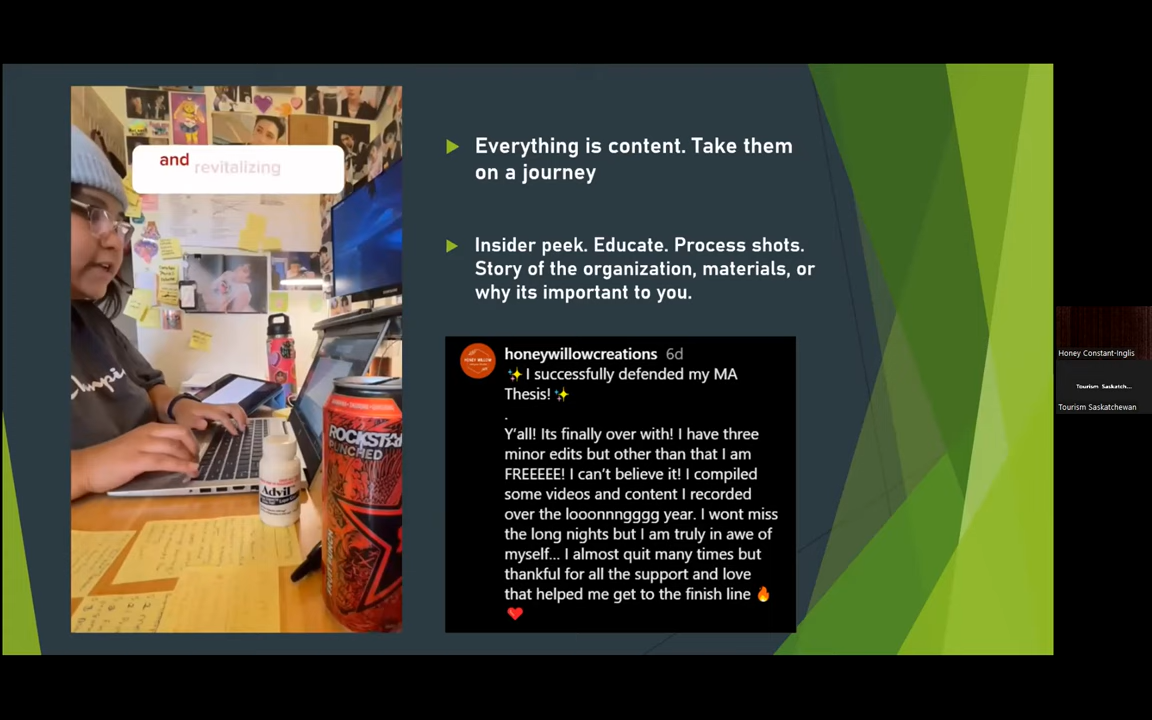 and revitalizing
Advil
ROCKSTAR
PUNCHED
Everything is content. Take them
on a journey
Insider peek. Educate. Process shots.
Story of the organization, materials, or
why its important to you.
honeywillowcreations 6d
✨I successfully defended my MA
Thesis!✨
.
Y'all! Its finally over with! I have three
minor edits but other than that I am
FREEEEE! I can't believe it! I compiled
some videos and content I recorded
over the looonnngggg year. I wont miss
the long nights but I am truly in awe of
myself... I almost quit many times but
thankful for all the support and love
that helped me get to the finish line 🔥
❤️
Honey Constant-Inglis
Tourism Saskatch...
Tourism Saskatchewan